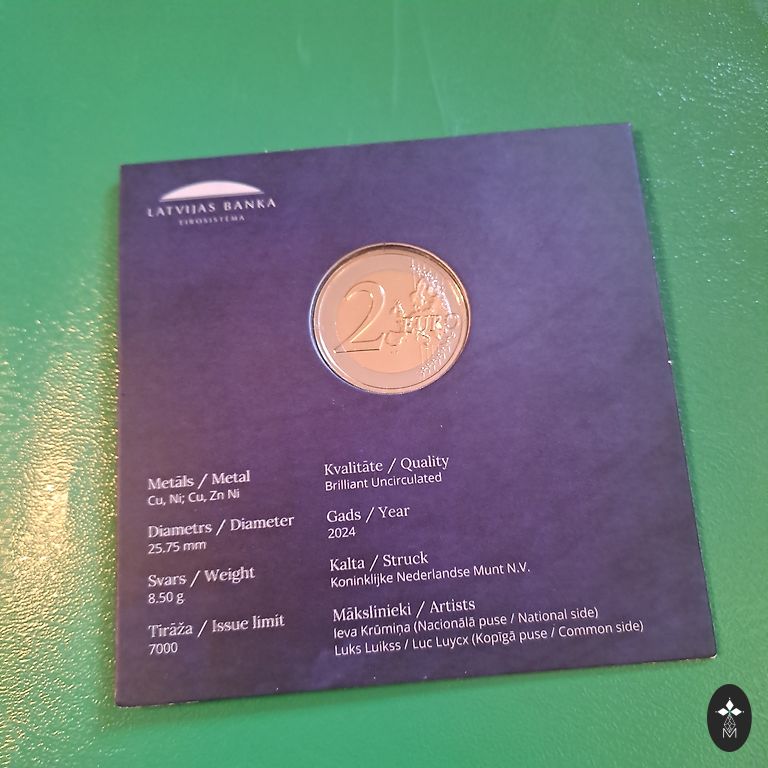 LATVIJAS BANKA
EIROSISTĒMA
2 EURO
Metāls / Metal
Cu, Ni; Cu, Zn Ni
Diametrs / Diameter
25.75 mm
Svars / Weight
8.50 g
Tirāža / Issue limit
7000
Kvalitāte / Quality
Brilliant Uncirculated
Gads / Year
2024
Kalta / Struck
Koninklijke Nederlandse Munt N.V.
Mākslinieki / Artists
Ieva Krūmiņa (Nacionālā puse / National side)
Luks Luikss / Luc Luycx (Kopīgā puse / Common side)
M